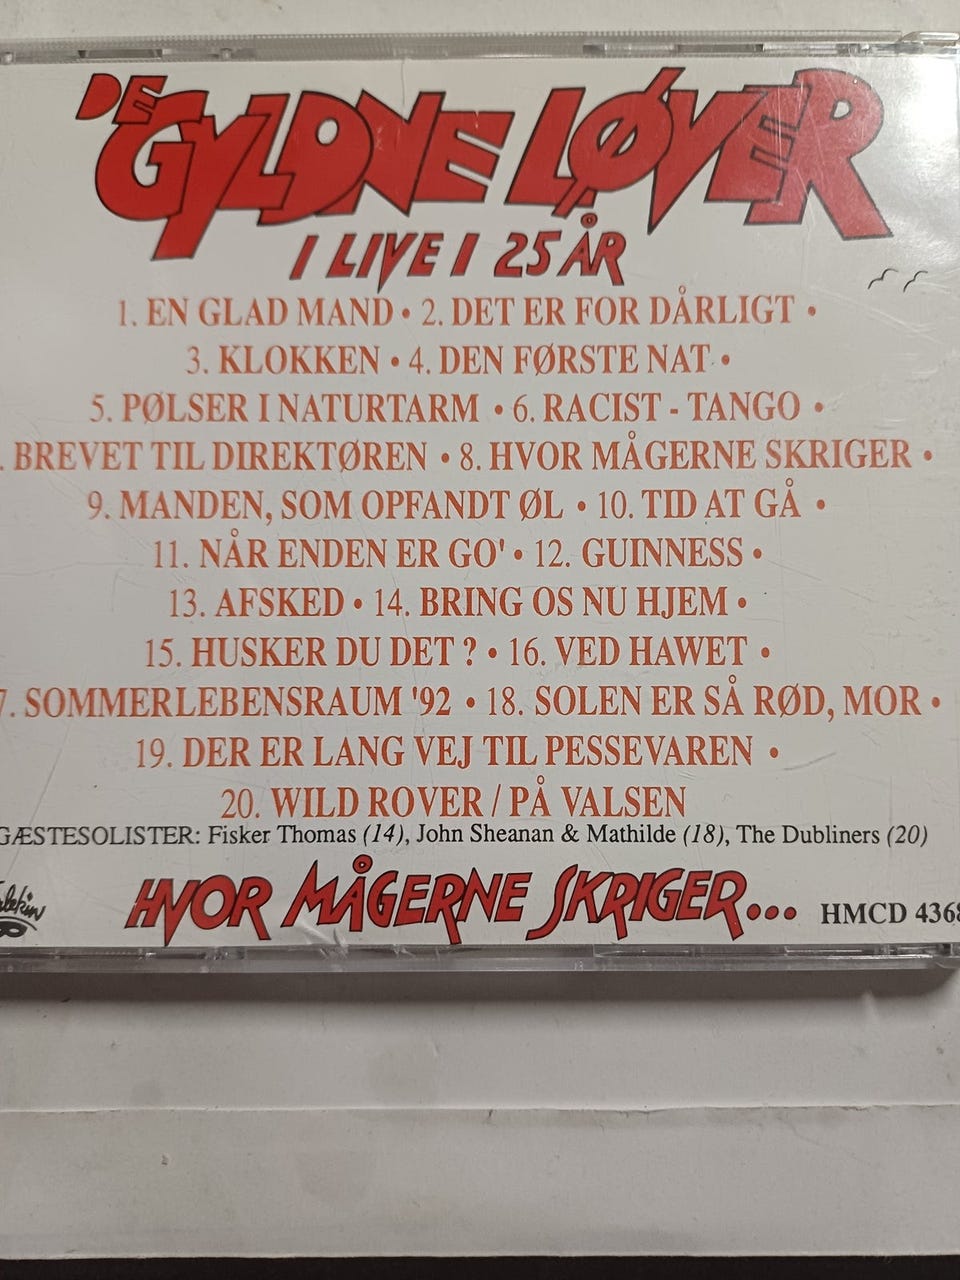 DE GYLDNE LØVER
I LIVE I 25 ÅR
1. EN GLAD MAND • 2. DET ER FOR DÅRLIGT •
3. KLOKKEN • 4. DEN FØRSTE NAT •
5. PØLSER I NATURTARM • 6. RACIST - TANGO •
. BREVET TIL DIREKTØREN • 8. HVOR MÅGERNE SKRIGER •
9. MANDEN, SOM OPFANDT ØL • 10. TID AT GÅ •
11. NÅR ENDEN ER GO' • 12. GUINNESS •
13. AFSKED • 14. BRING OS NU HJEM •
15. HUSKER DU DET ? • 16. VED HAWET •
7. SOMMERLEBENSRAUM '92 • 18. SOLEN ER SÅ RØD, MOR •
19. DER ER LANG VEJ TIL PESSEVAREN •
20. WILD ROVER / PÅ VALSEN
GÆSTESOLISTER: Fisker Thomas (14), John Sheanan & Mathilde (18), The Dubliners (20)
HVOR MÅGERNE SKRIGER...
HMCD 4368